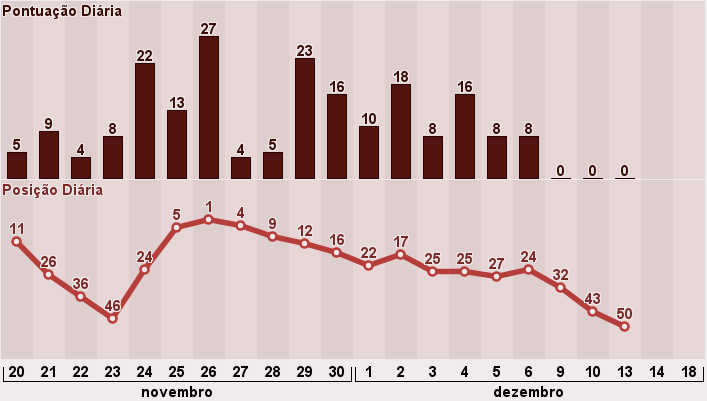 Pontuação Diária
5 9 4 8 22 13 27 4 5 23 16 10 18 8 16 8 8 0 0 0
Posição Diária
11 26 36 46 24 5 1 4 9 12 16 22 17 25 25 27 24 32 43 50
20 21 22 23 24 25 26 27 28 29 30 1 2 3 4 5 6 9 10 13 14 18
novembro dezembro